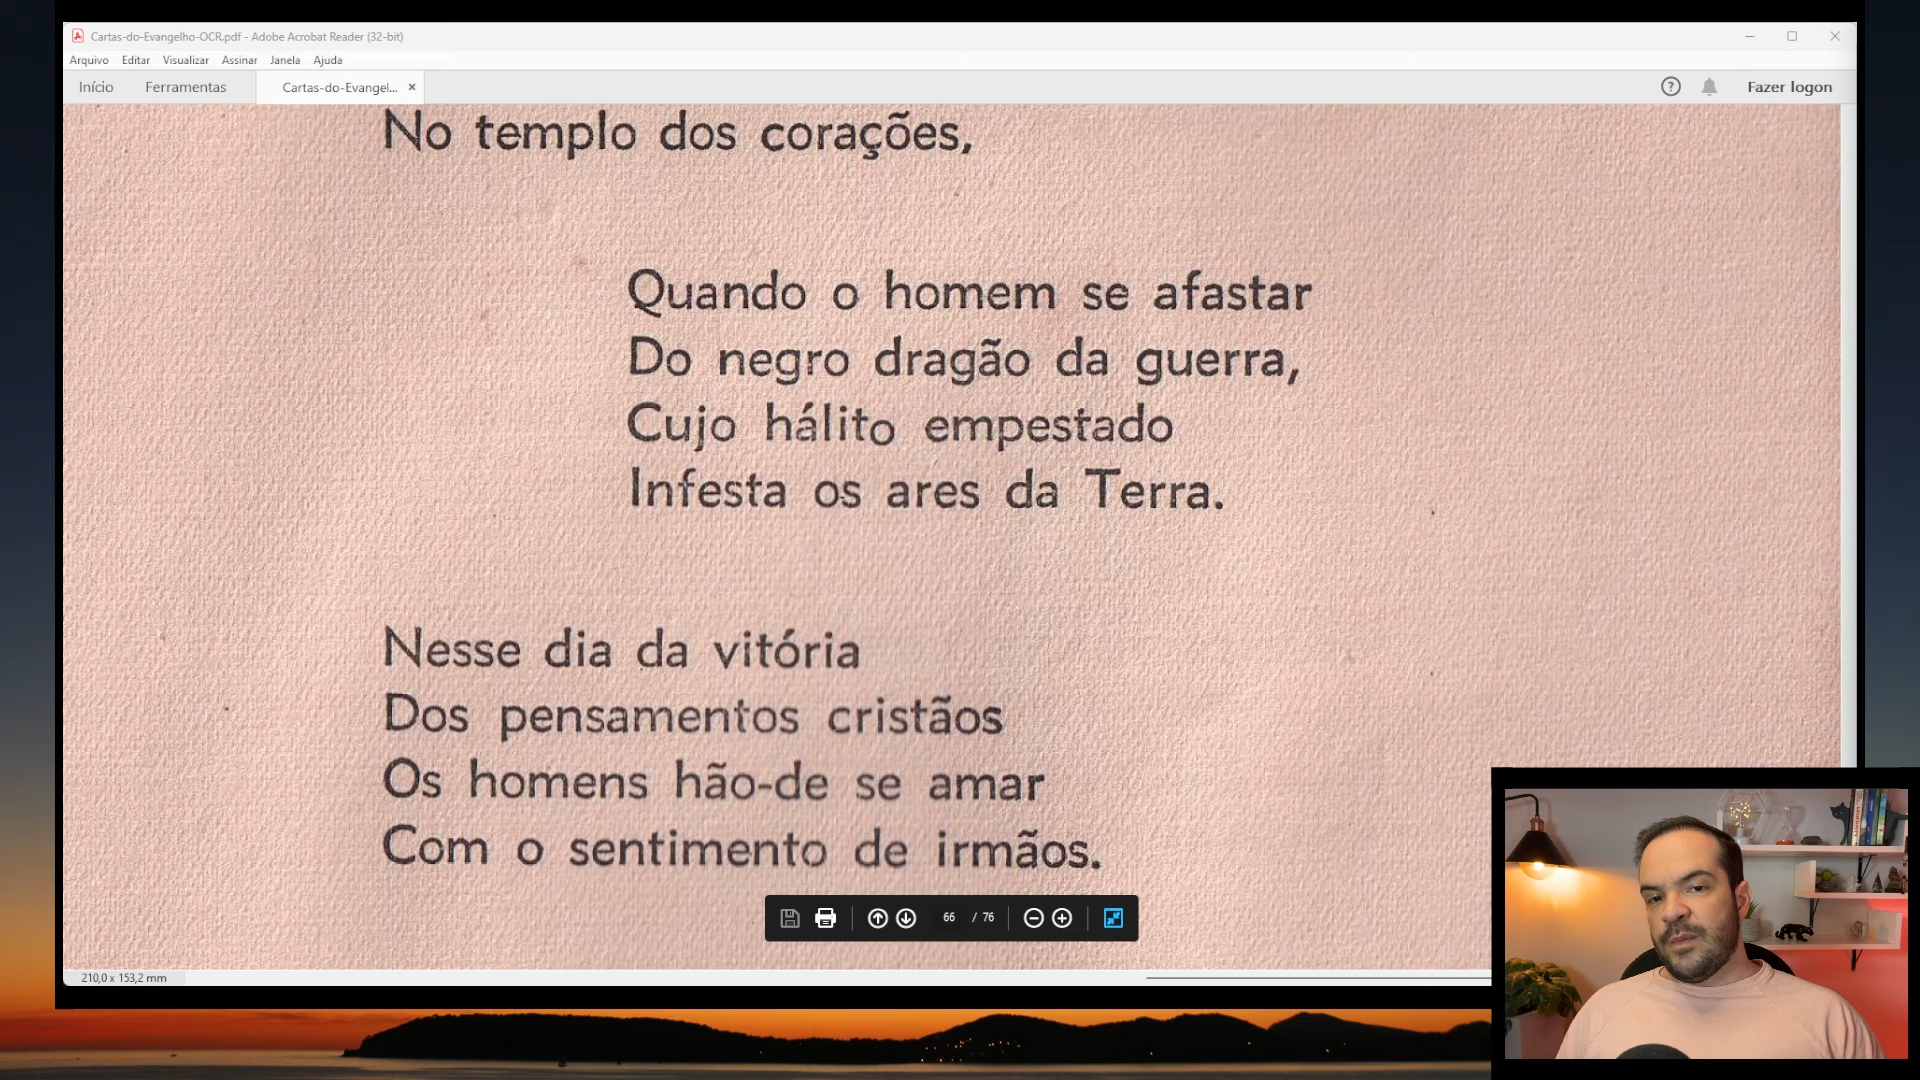 Cartas-do-Evangelho-OCR.pdf - Adobe Acrobat Reader (32-bit)
Arquivo Editar Visualizar Assinar Janela Ajuda
Início Ferramentas Cartas-do-Evangel... Fazer logon
No templo dos corações,
Quando o homem se afastar
Do negro dragão da guerra,
Cujo hálito empestado
Infesta os ares da Terra.
Nesse dia da vitória
Dos pensamentos cristãos
Os homens hão-de se amar
Com o sentimento de irmãos.
66 / 76
210,0 x 153,2 mm